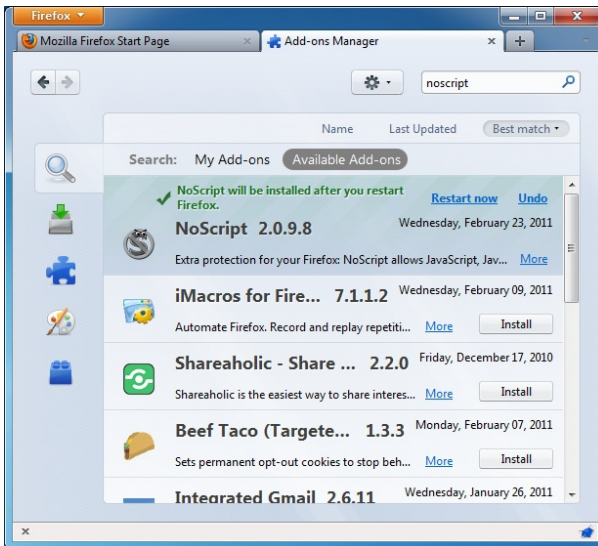 Firefox
Mozilla Firefox Start Page
Add-ons Manager
noscript
Name Last Updated Best match
Search: My Add-ons Available Add-ons
NoScript will be installed after you restart
Firefox.
Restart now Undo
NoScript 2.0.9.8 Wednesday, February 23, 2011
Extra protection for your Firefox: NoScript allows JavaScript, Jav... More
iMacros for Fire... 7.1.1.2 Wednesday, February 09, 2011
Automate Firefox. Record and replay repetiti... More Install
Shareaholic - Share ... 2.2.0 Friday, December 17, 2010
Shareaholic is the easiest way to share interes... More Install
Beef Taco (Targete... 1.3.3 Monday, February 07, 2011
Sets permanent opt-out cookies to stop beh... More Install
Integrated Gmail 2.6.11 Wednesday, January 26, 2011